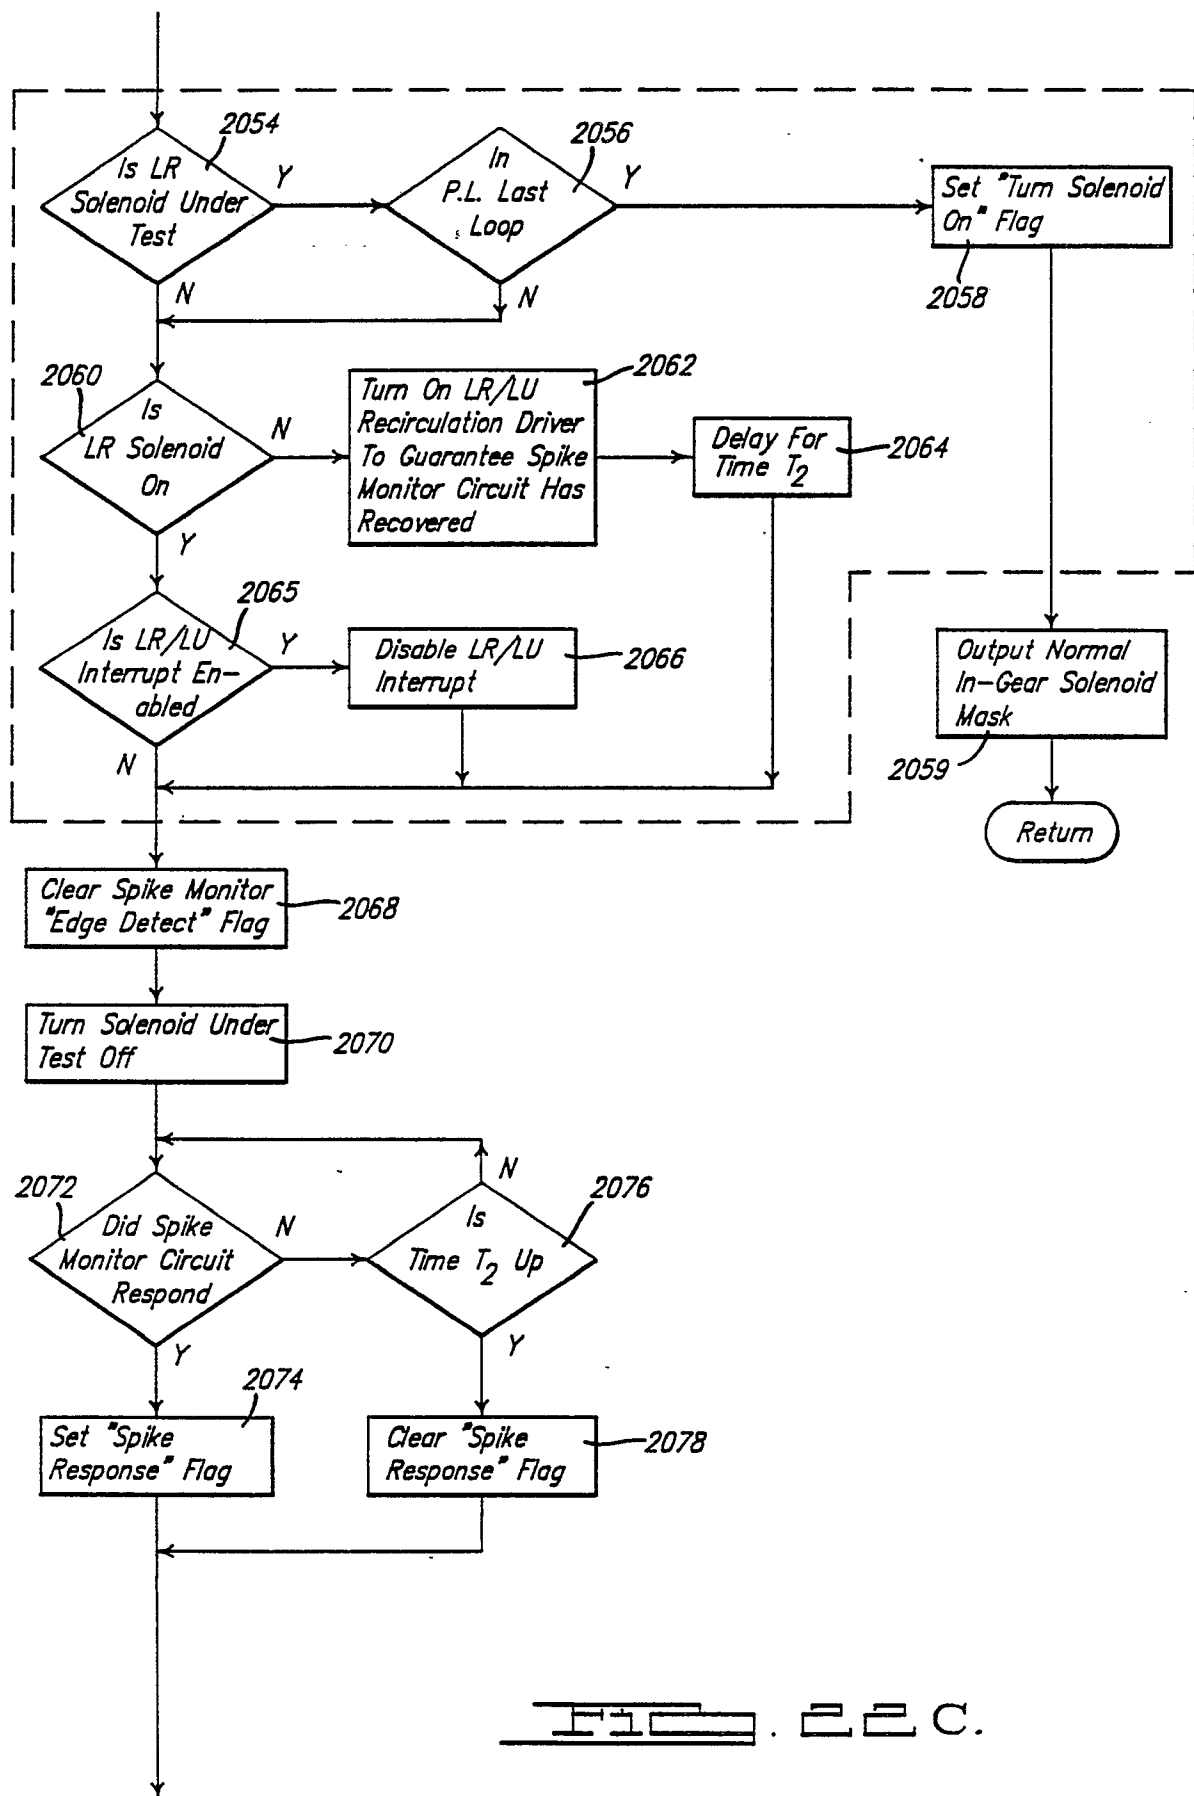 2054
Is LR
Solenoid Under
Test
Y
N
2056
In
P.L. Last
Loop
Y
N
Set "Turn Solenoid
On" Flag
2058
2060
Is
LR Solenoid
On
N
Y
Turn On LR/LU
Recirculation Driver
To Guarantee Spike
Monitor Circuit Has
Recovered
2062
Delay For
Time T2
2064
2065
Is LR/LU
Interrupt En-
abled
Y
N
Disable LR/LU
Interrupt
2066
Output Normal
In-Gear Solenoid
Mask
2059
Return
Clear Spike Monitor
"Edge Detect" Flag
2068
Turn Solenoid Under
Test Off
2070
2072
Did Spike
Monitor Circuit
Respond
N
Y
2076
Is
Time T2 Up
N
Y
2074
Set "Spike
Response" Flag
Clear "Spike
Response" Flag
2078
FIG. 22C.